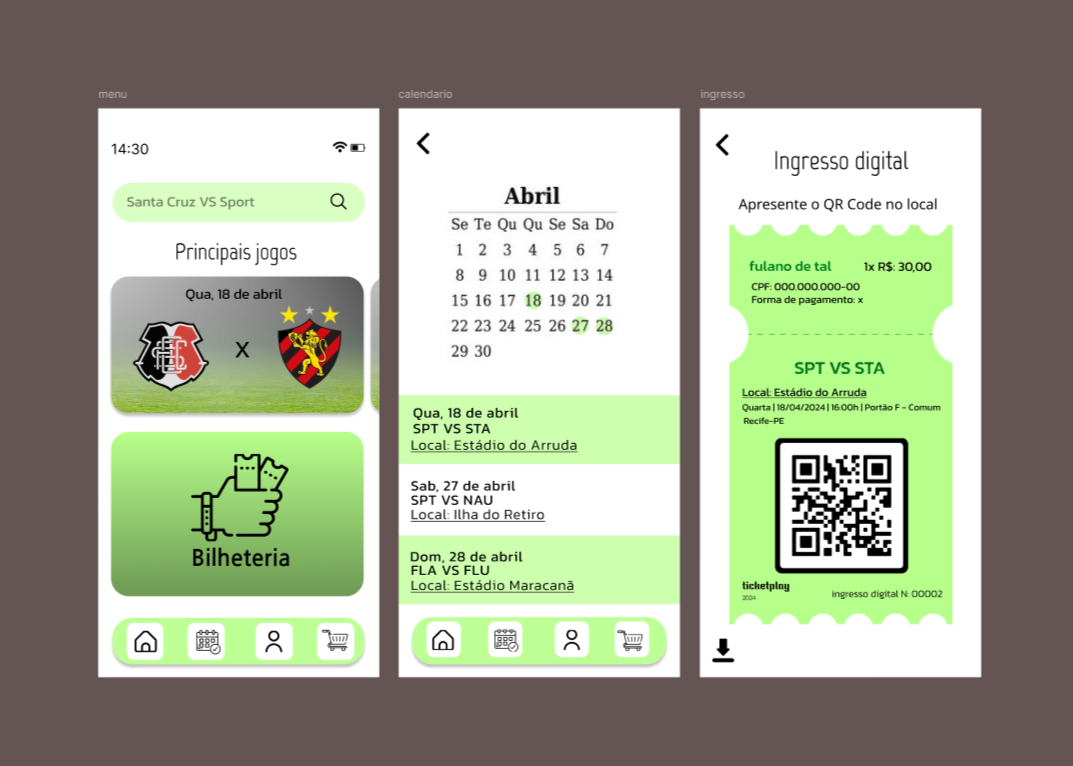 menu
14:30
Santa Cruz VS Sport
Principais jogos
Qua, 18 de abril
X
Bilheteria
calendario
Abril
Se Te Qu Qu Se Sa Do
1 2 3 4 5 6 7
8 9 10 11 12 13 14
15 16 17 18 19 20 21
22 23 24 25 26 27 28
29 30
Qua, 18 de abril
SPT VS STA
Local: Estádio do Arruda
Sab, 27 de abril
SPT VS NAU
Local: Ilha do Retiro
Dom, 28 de abril
FLA VS FLU
Local: Estádio Maracanã
ingresso
Ingresso digital
Apresente o QR Code no local
fulano de tal 1x R$: 30,00
CPF: 000.000.000-00
Forma de pagamento: x
SPT VS STA
Local: Estádio do Arruda
Quarta | 18/04/2024 | 16:00h | Portão F - Comum
Recife-PE
ticketplay
2024
ingresso digital N: 00002